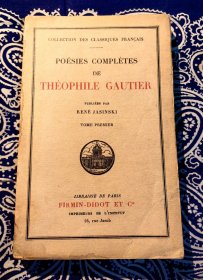 COLLECTION DES CLASSIQUES FRANÇAIS
POÉSIES COMPLÈTES
DE
THÉOPHILE GAUTIER
PUBLIÉES PAR
RENÉ JASINSKI
TOME PREMIER
LIBRAIRIE DE PARIS
FIRMIN-DIDOT ET Cie
IMPRIMEURS DE L'INSTITUT
56, rue Jacob